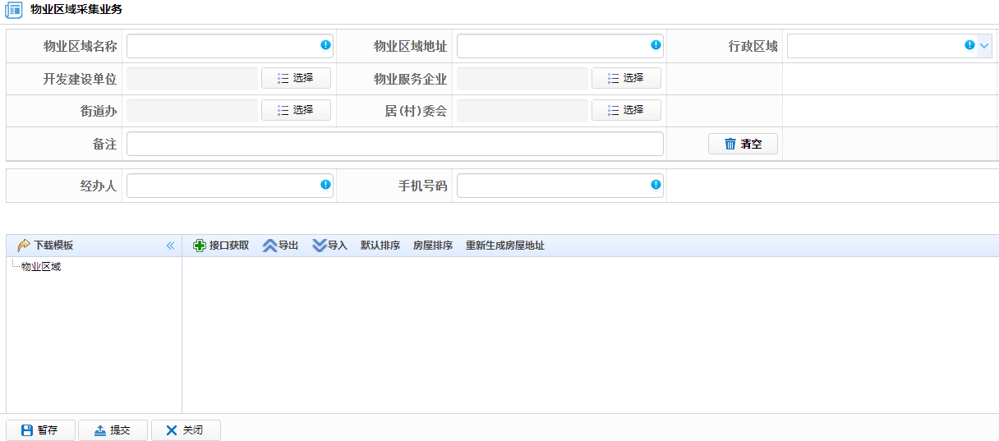 物业区域采集业务
物业区域名称 物业区域地址 行政区域
开发建设单位 选择 物业服务企业 选择
街道办 选择 居(村)委会 选择
备注 清空
经办人 手机号码
下载模板 接口获取 导出 导入 默认排序 房屋排序 重新生成房屋地址
物业区域
暂存 提交 关闭